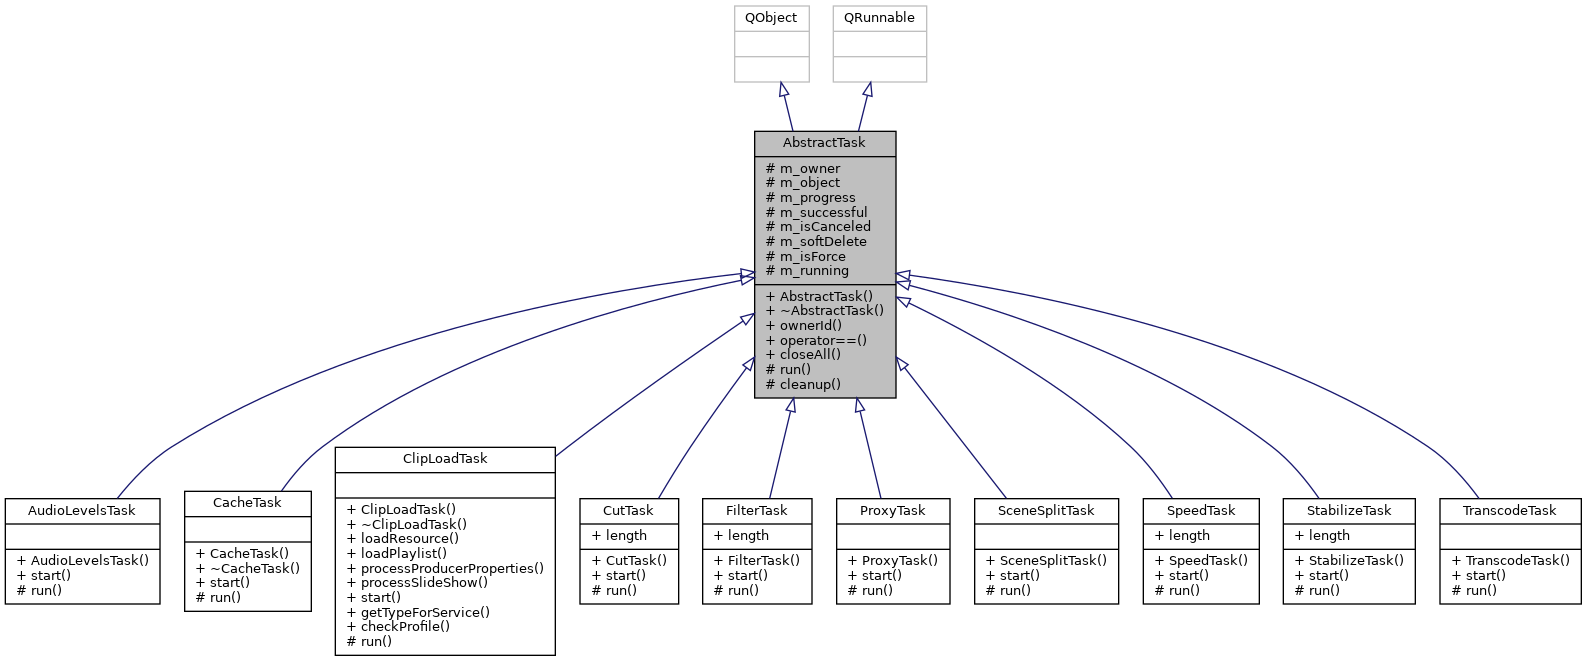 QObject
QRunnable
AbstractTask
# m_owner
# m_object
# m_progress
# m_successful
# m_isCanceled
# m_softDelete
# m_isForce
# m_running
+ AbstractTask()
+ ~AbstractTask()
+ ownerId()
+ operator==()
+ closeAll()
# run()
# cleanup()
AudioLevelsTask
+ AudioLevelsTask()
+ start()
# run()
CacheTask
+ CacheTask()
+ ~CacheTask()
+ start()
# run()
ClipLoadTask
+ ClipLoadTask()
+ ~ClipLoadTask()
+ loadResource()
+ loadPlaylist()
+ processProducerProperties()
+ processSlideShow()
+ start()
+ getTypeForService()
+ checkProfile()
# run()
CutTask
+ length
+ CutTask()
+ start()
# run()
FilterTask
+ length
+ FilterTask()
+ start()
# run()
ProxyTask
+ ProxyTask()
+ start()
# run()
SceneSplitTask
+ SceneSplitTask()
+ start()
# run()
SpeedTask
+ length
+ SpeedTask()
+ start()
# run()
StabilizeTask
+ length
+ StabilizeTask()
+ start()
# run()
TranscodeTask
+ TranscodeTask()
+ start()
# run()